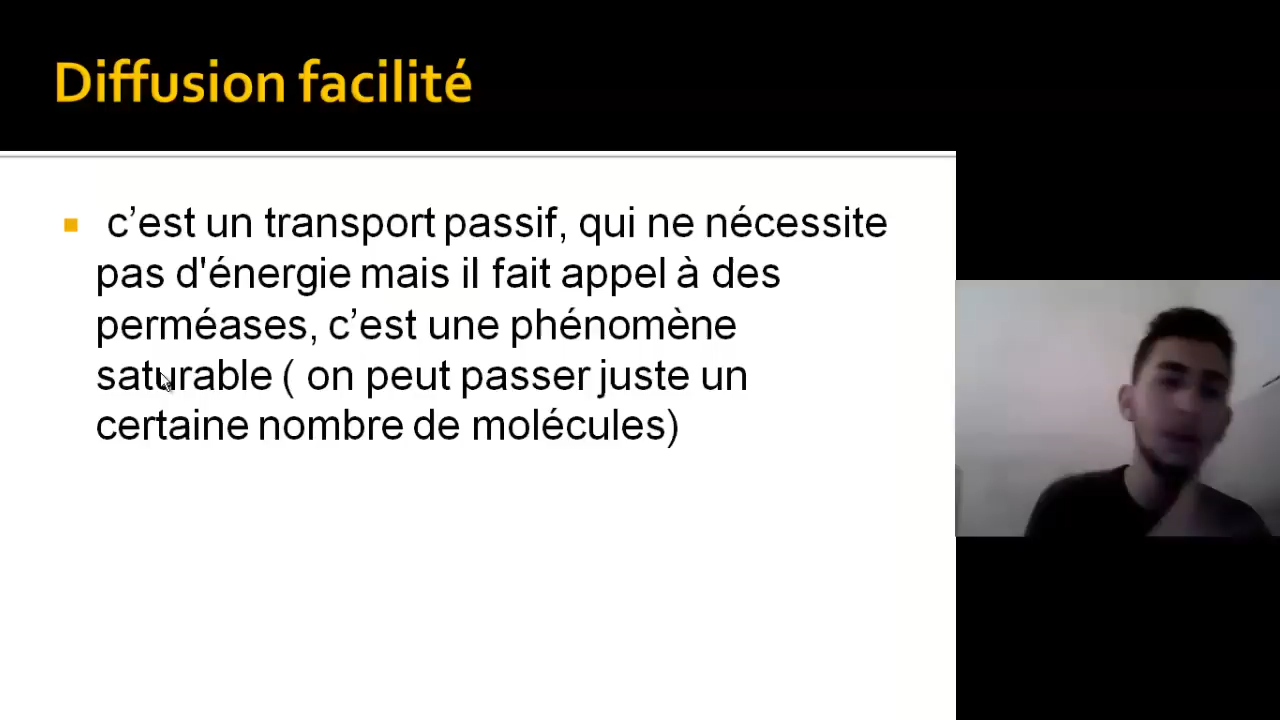 Diffusion facilité
c’est un transport passif, qui ne nécessite
pas d'énergie mais il fait appel à des
perméases, c’est une phénomène
saturable ( on peut passer juste un
certaine nombre de molécules)